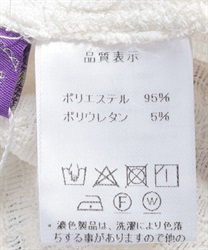 品質表示
ポリエステル 95%
ポリウレタン 5%
* 濃色製品は、洗濯により色落
ちする事がありますので他の